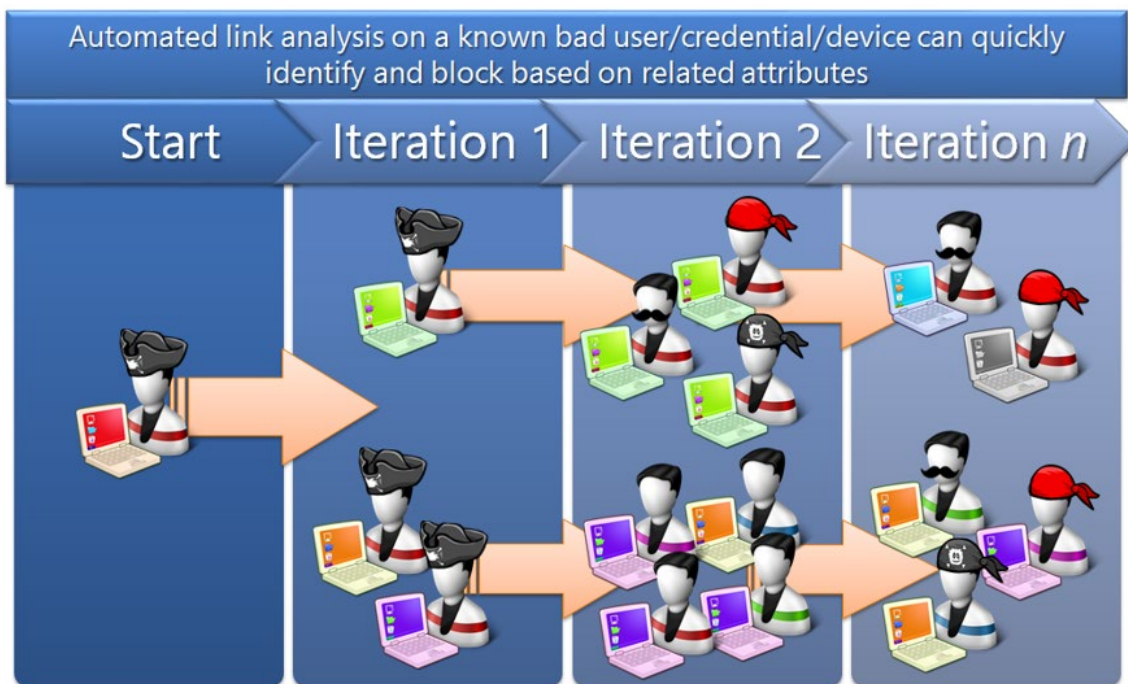 Automated link analysis on a known bad user/credential/device can quickly
identify and block based on related attributes
Start
Iteration 1
Iteration 2
Iteration n